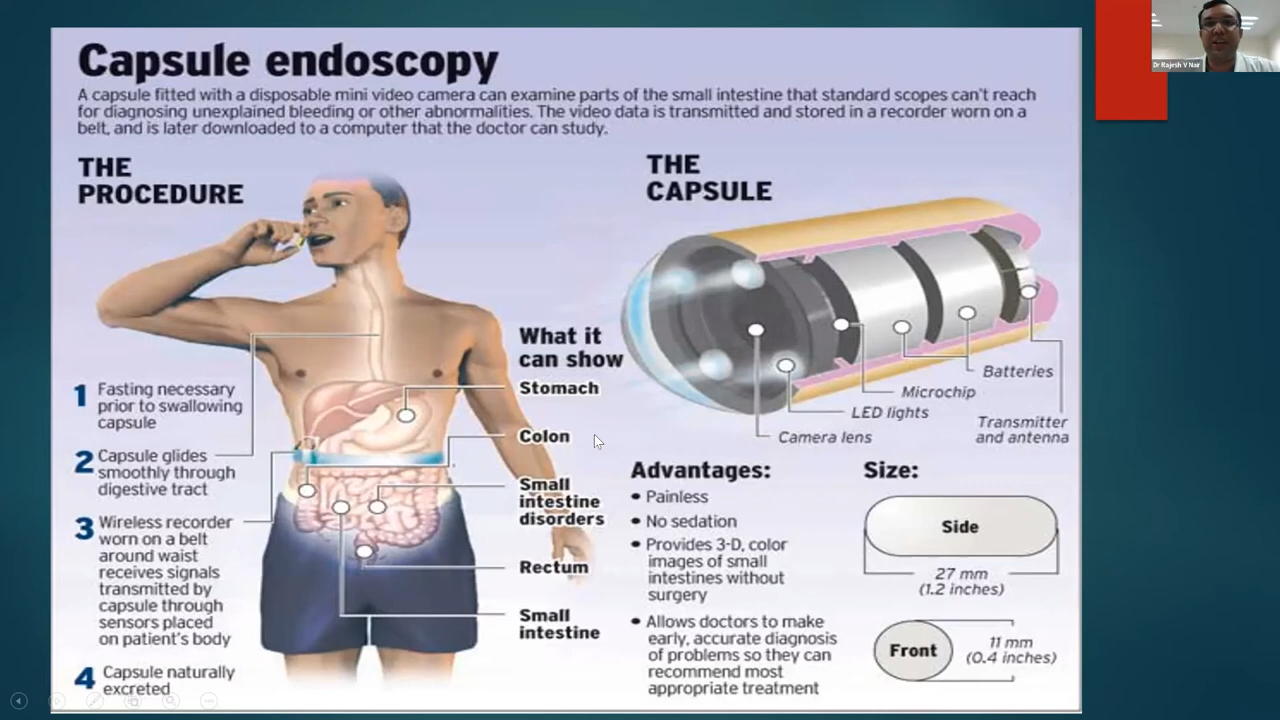 Capsule endoscopy
A capsule fitted with a disposable mini video camera can examine parts of the small intestine that standard scopes can't reach
for diagnosing unexplained bleeding or other abnormalities. The video data is transmitted and stored in a recorder worn on a
belt, and is later downloaded to a computer that the doctor can study.
THE
PROCEDURE
1 Fasting necessary
prior to swallowing
capsule
2 Capsule glides
smoothly through
digestive tract
3 Wireless recorder
worn on a belt
around waist
receives signals
transmitted by
capsule through
sensors placed
on patient's body
4 Capsule naturally
excreted
What it
can show
Stomach
Colon
Small
intestine
disorders
Rectum
Small
intestine
THE
CAPSULE
Batteries
Microchip
LED lights
Transmitter
and antenna
Camera lens
Advantages:
• Painless
• No sedation
• Provides 3-D, color
images of small
intestines without
surgery
• Allows doctors to make
early, accurate diagnosis
of problems so they can
recommend most
appropriate treatment
Size:
Side
27 mm
(1.2 inches)
Front
11 mm
(0.4 inches)
Dr Rajesh V Nair